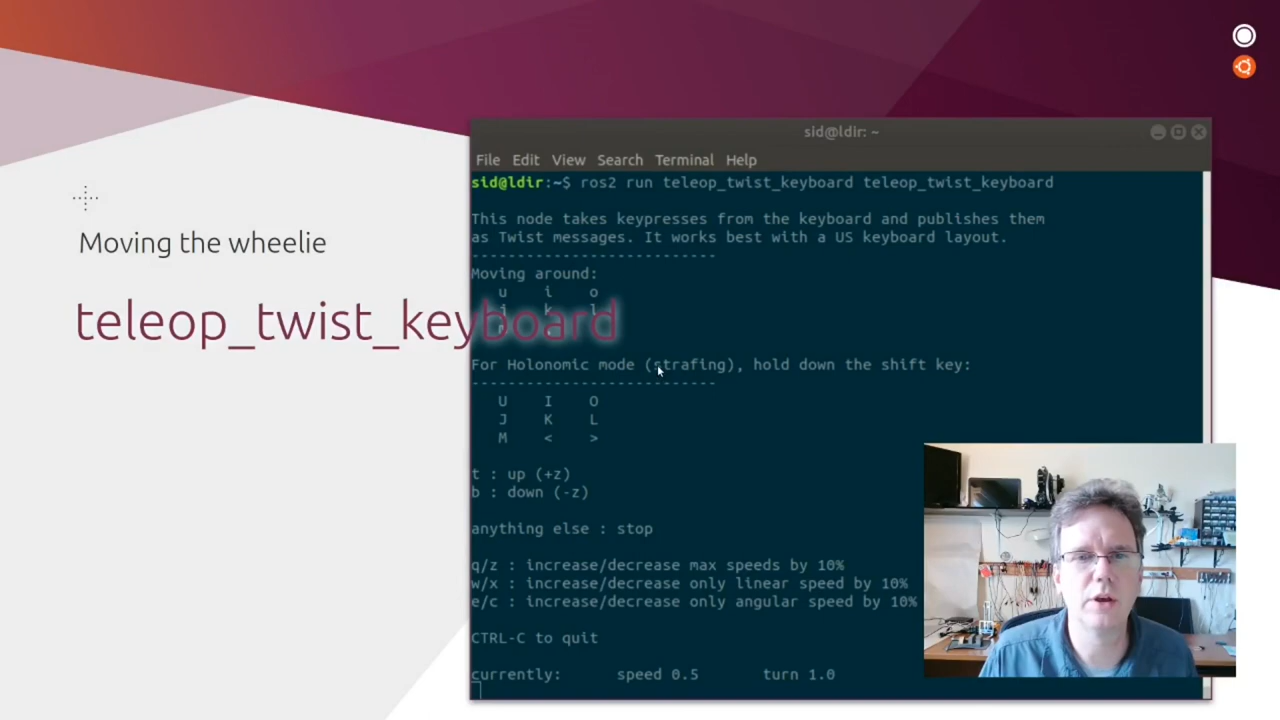 Moving the wheelie
teleop_twist_keyboard
sid@ldir: ~
File Edit View Search Terminal Help
sid@ldir:~$ ros2 run teleop_twist_keyboard teleop_twist_keyboard
This node takes keypresses from the keyboard and publishes them
as Twist messages. It works best with a US keyboard layout.
---------------------------
Moving around:
u i o
j k l
For Holonomic mode (strafing), hold down the shift key:
---------------------------
U I O
J K L
M < >
t : up (+z)
b : down (-z)
anything else : stop
q/z : increase/decrease max speeds by 10%
w/x : increase/decrease only linear speed by 10%
e/c : increase/decrease only angular speed by 10%
CTRL-C to quit
currently: speed 0.5 turn 1.0